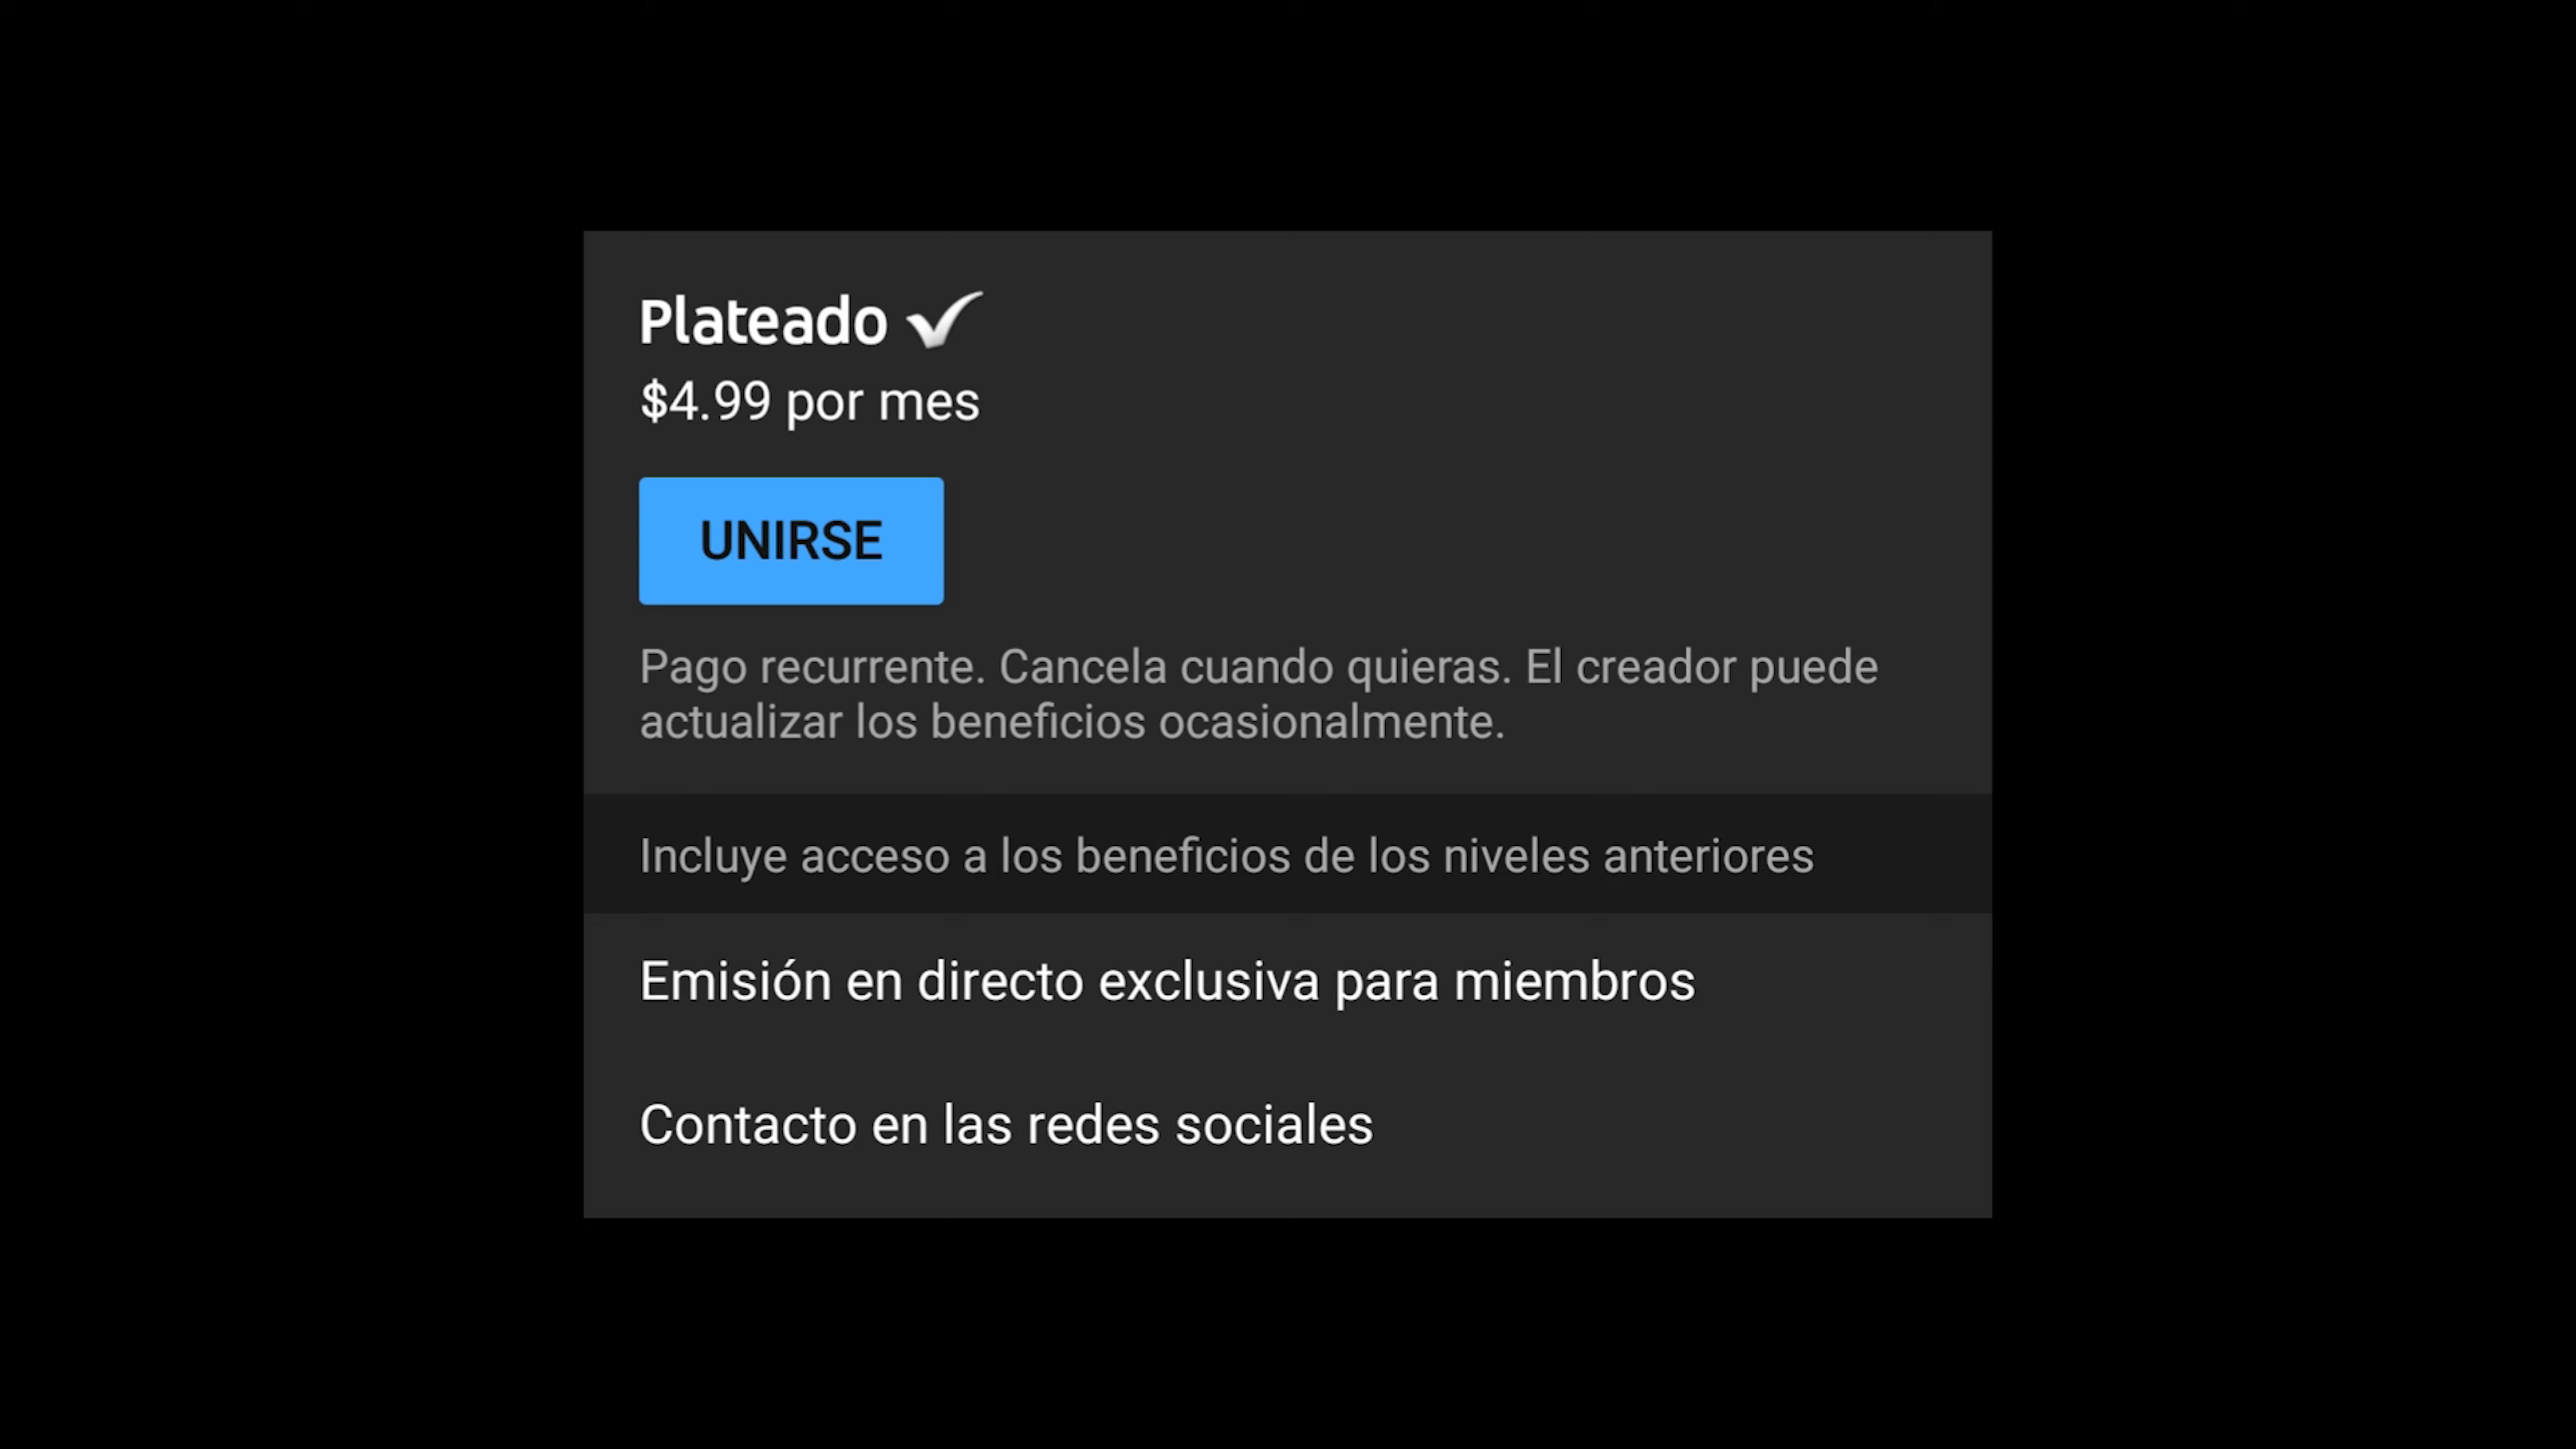 Plateado
$4.99 por mes
UNIRSE
Pago recurrente. Cancela cuando quieras. El creador puede
actualizar los beneficios ocasionalmente.
Incluye acceso a los beneficios de los niveles anteriores
Emisión en directo exclusiva para miembros
Contacto en las redes sociales